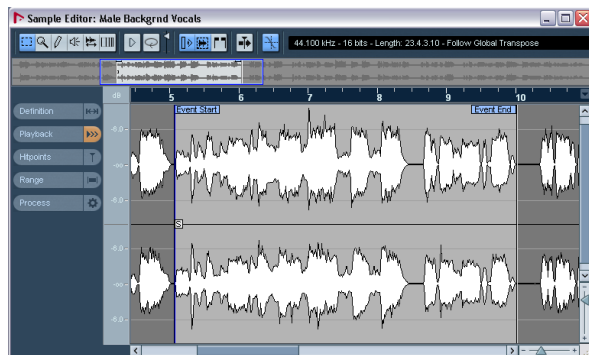 Sample Editor: Male Backgrnd Vocals
44.100 kHz - 16 bits - Length: 23.4.3.10 - Follow Global Transpose
dB 5 6 7 8 9 10
Definition
Event Start Event End
Playback
Hitpoints
Range
Process
-6.0
-∞
-6.0
S
-6.0
-∞
-6.0